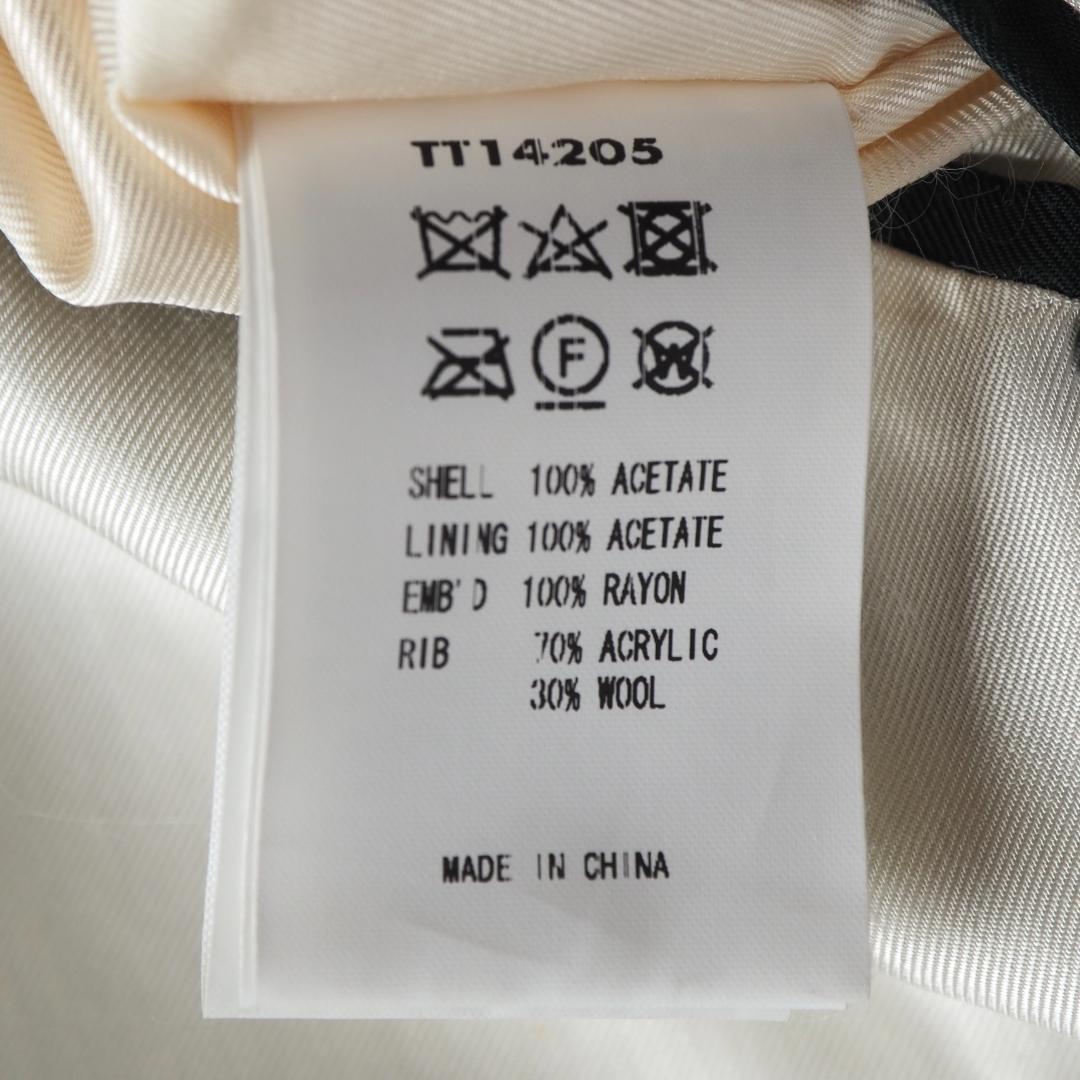 TT14205
F
W
SHELL 100% ACETATE
LINING 100% ACETATE
EMB'D 100% RAYON
RIB 70% ACRYLIC
30% WOOL
MADE IN CHINA